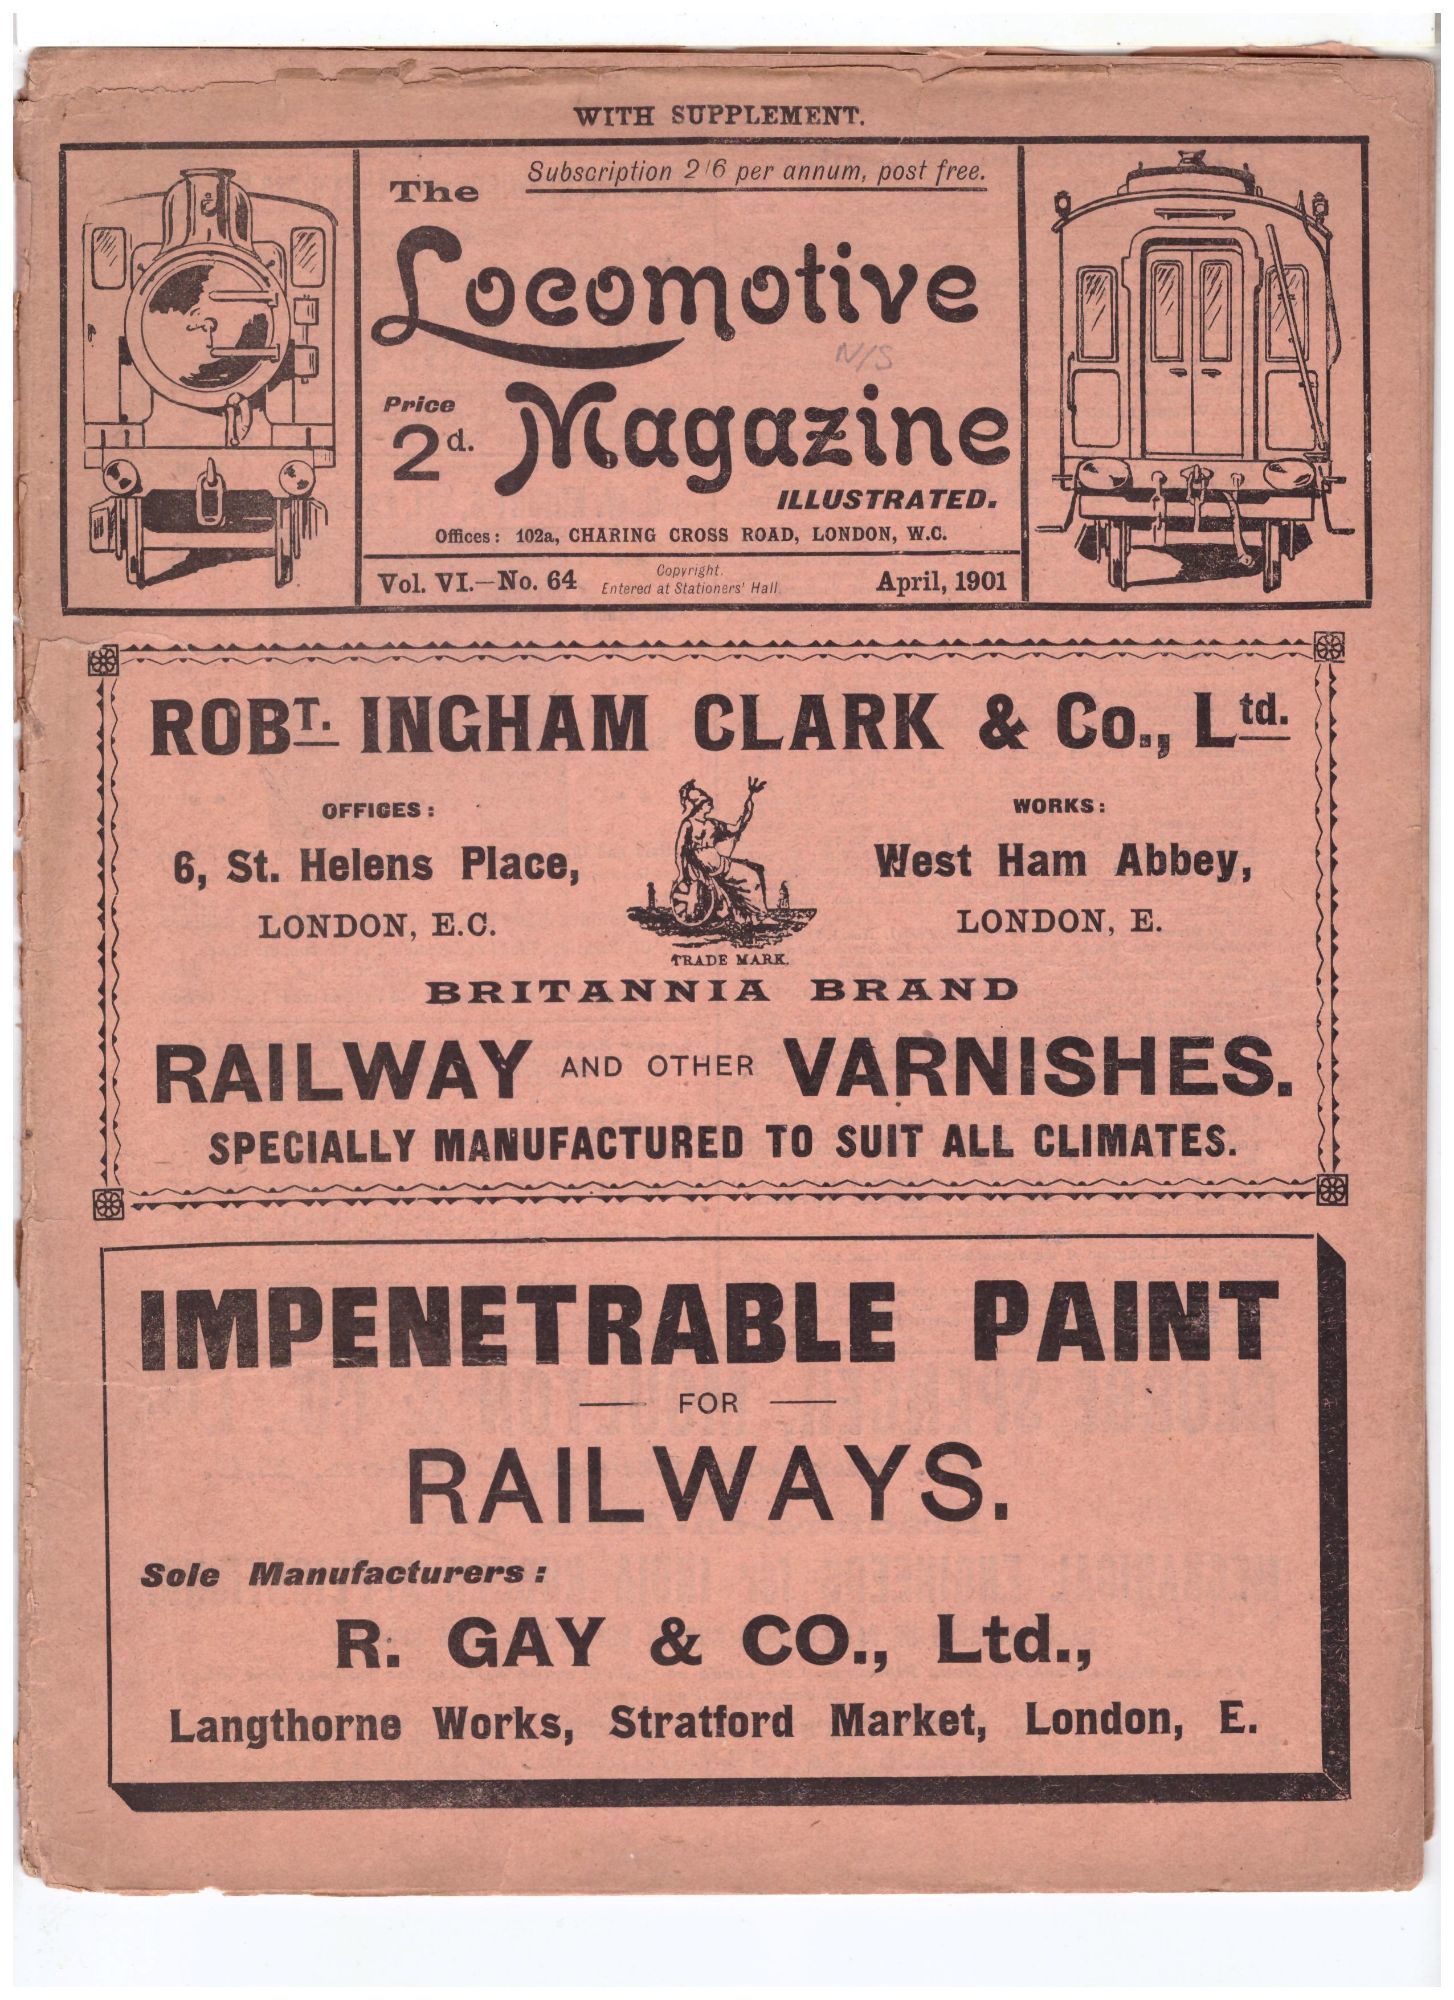 WITH SUPPLEMENT.
Subscription 2/6 per annum, post free.
The
Locomotive
N/S
Price
2d.
Magazine
ILLUSTRATED.
Offices: 102a, CHARING CROSS ROAD, LONDON, W.C.
Vol. VI.—No. 64
Copyright.
Entered at Stationers' Hall.
April, 1901
ROBT. INGHAM CLARK & Co., Ltd.
OFFICES:
6, St. Helens Place,
LONDON, E.C.
WORKS:
West Ham Abbey,
LONDON, E.
TRADE MARK.
BRITANNIA BRAND
RAILWAY AND OTHER VARNISHES.
SPECIALLY MANUFACTURED TO SUIT ALL CLIMATES.
IMPENETRABLE PAINT
— FOR —
RAILWAYS.
Sole Manufacturers:
R. GAY & CO., Ltd.,
Langthorne Works, Stratford Market, London, E.